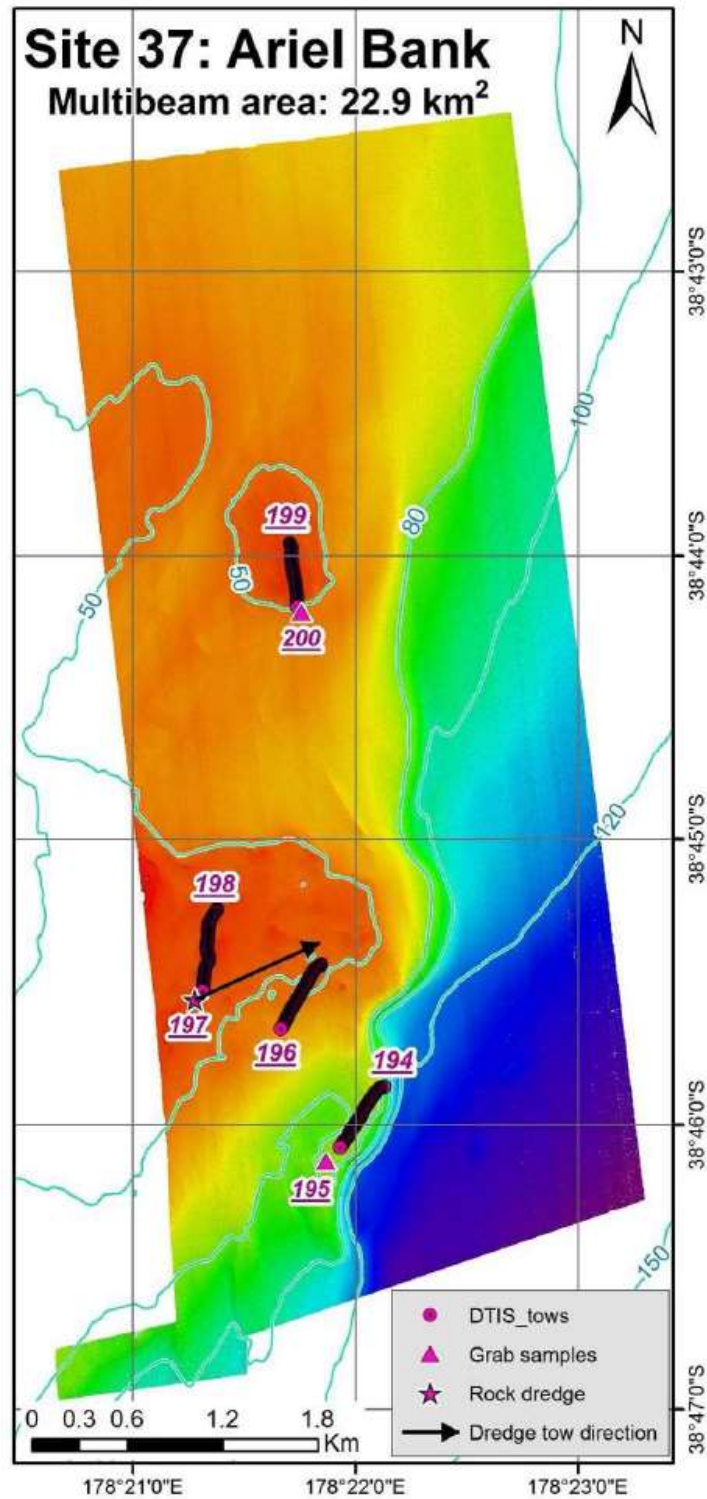 Site 37: Ariel Bank
Multibeam area: 22.9 km²
N
38°43'0"S
100
80
199
50
38°44'0"S
50
200
120
38°45'0"S
198
197
196
194
38°46'0"S
195
150
DTIS_tows
Grab samples
Rock dredge
Dredge tow direction
38°47'0"S
0 0.3 0.6 1.2 1.8
Km
178°21'0"E 178°22'0"E 178°23'0"E